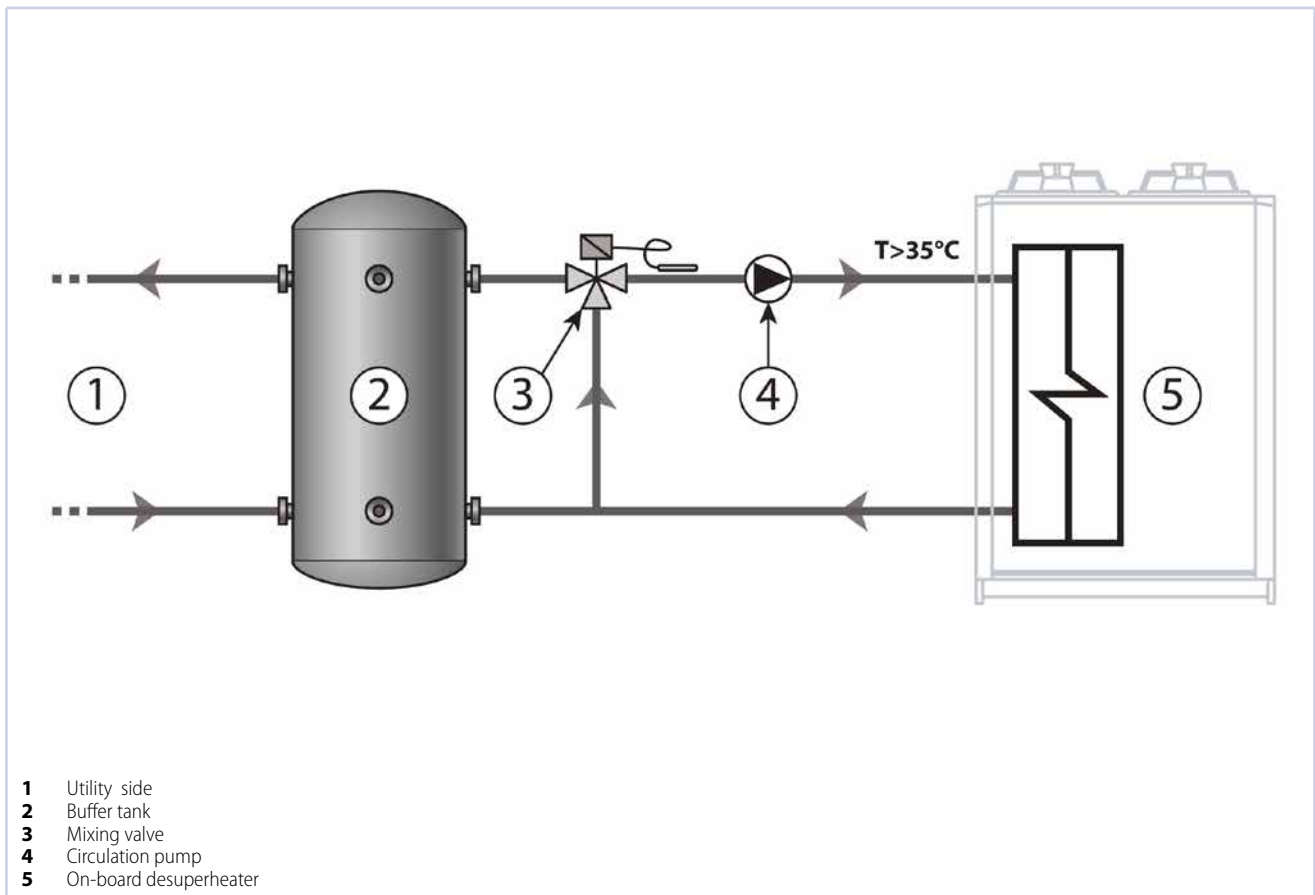 T>35°C
1
2
3
4
5
1 Utility side
2 Buffer tank
3 Mixing valve
4 Circulation pump
5 On-board desuperheater